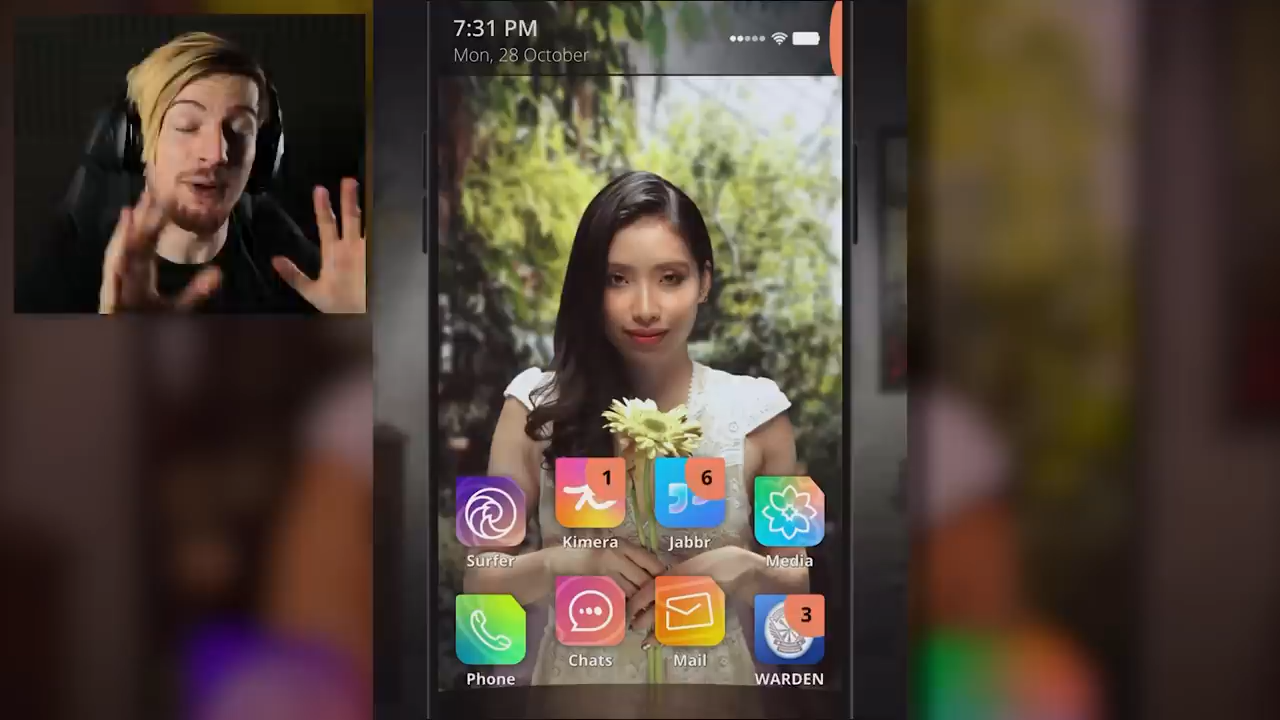 7:31 PM
Mon, 28 October
1
6
Surfer
Kimera
Jabbr
Media
3
Phone
Chats
Mail
WARDEN